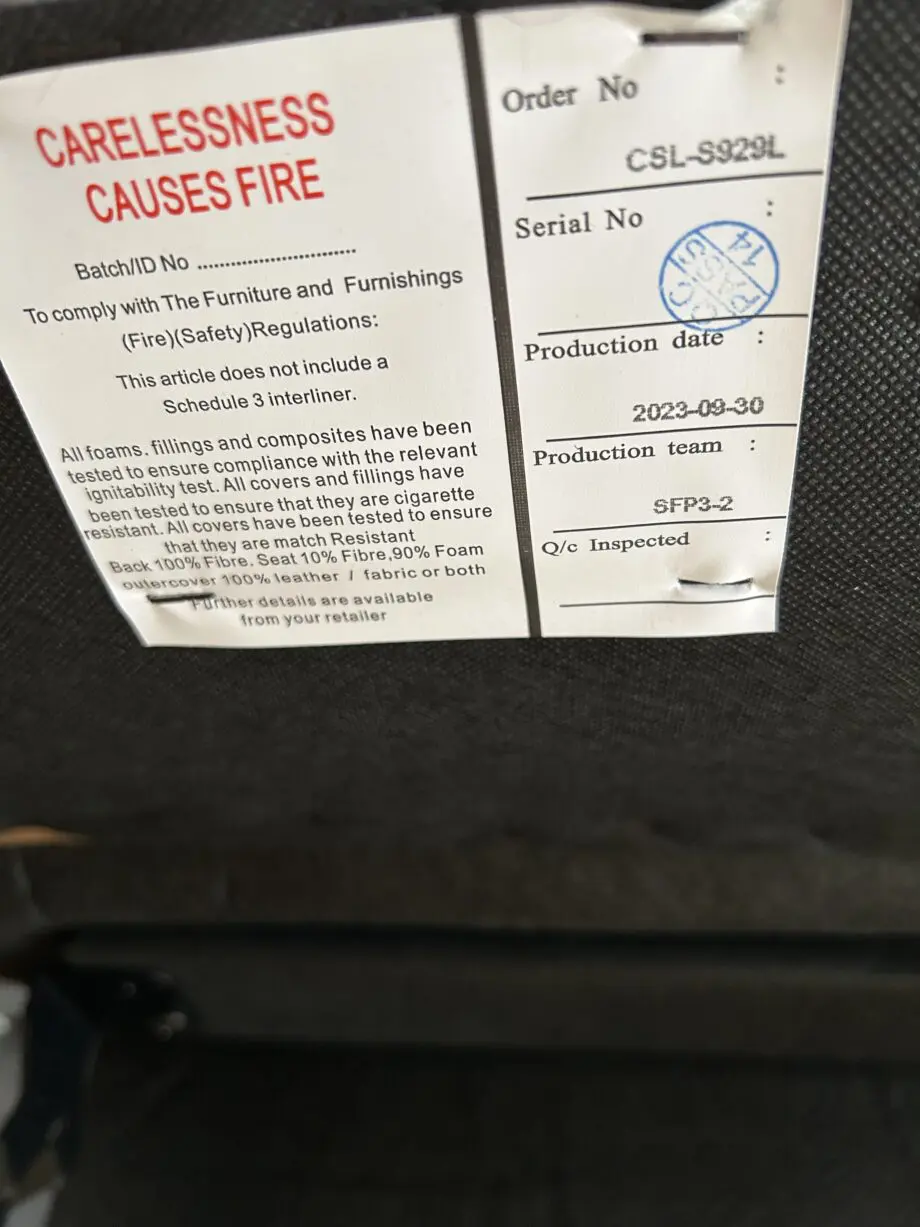 CARELESSNESS
CAUSES FIRE
Batch/ID No ..............................
To comply with The Furniture and Furnishings
(Fire)(Safety)Regulations:
This article does not include a
Schedule 3 interliner.
All foams. fillings and composites have been
tested to ensure compliance with the relevant
ignitability test. All covers and fillings have
been tested to ensure that they are cigarette
resistant. All covers have been tested to ensure
that they are match Resistant
Back 100% Fibre. Seat 10% Fibre,90% Foam
outercover 100% leather / fabric or both
Further details are available
from your retailer
Order No :
CSL-S929L
Serial No :
QC
PASS
14
Production date :
2023-09-30
Production team :
SFP3-2
Q/c Inspected :